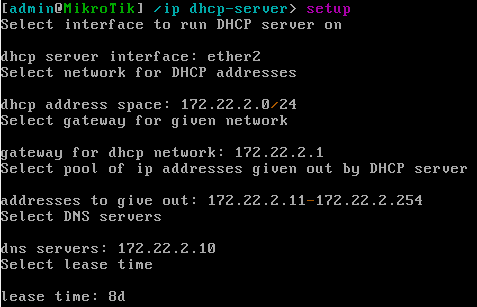 [admin@MikroTik] /ip dhcp-server> setup
Select interface to run DHCP server on
dhcp server interface: ether2
Select network for DHCP addresses
dhcp address space: 172.22.2.0/24
Select gateway for given network
gateway for dhcp network: 172.22.2.1
Select pool of ip addresses given out by DHCP server
addresses to give out: 172.22.2.11-172.22.2.254
Select DNS servers
dns servers: 172.22.2.10
Select lease time
lease time: 8d